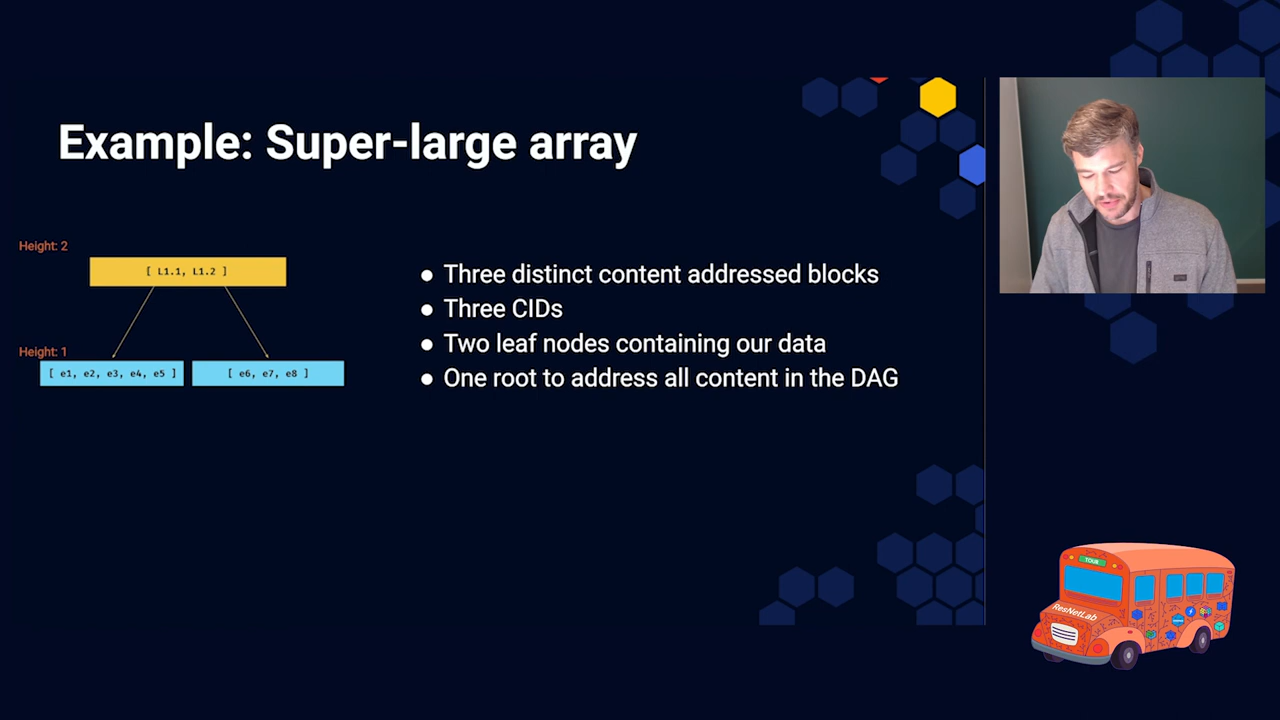 Example: Super-large array
Height: 2
[ L1.1, L1.2 ]
Height: 1
[ e1, e2, e3, e4, e5 ]
[ e6, e7, e8 ]
● Three distinct content addressed blocks
● Three CIDs
● Two leaf nodes containing our data
● One root to address all content in the DAG
TOUR
ResNetLab